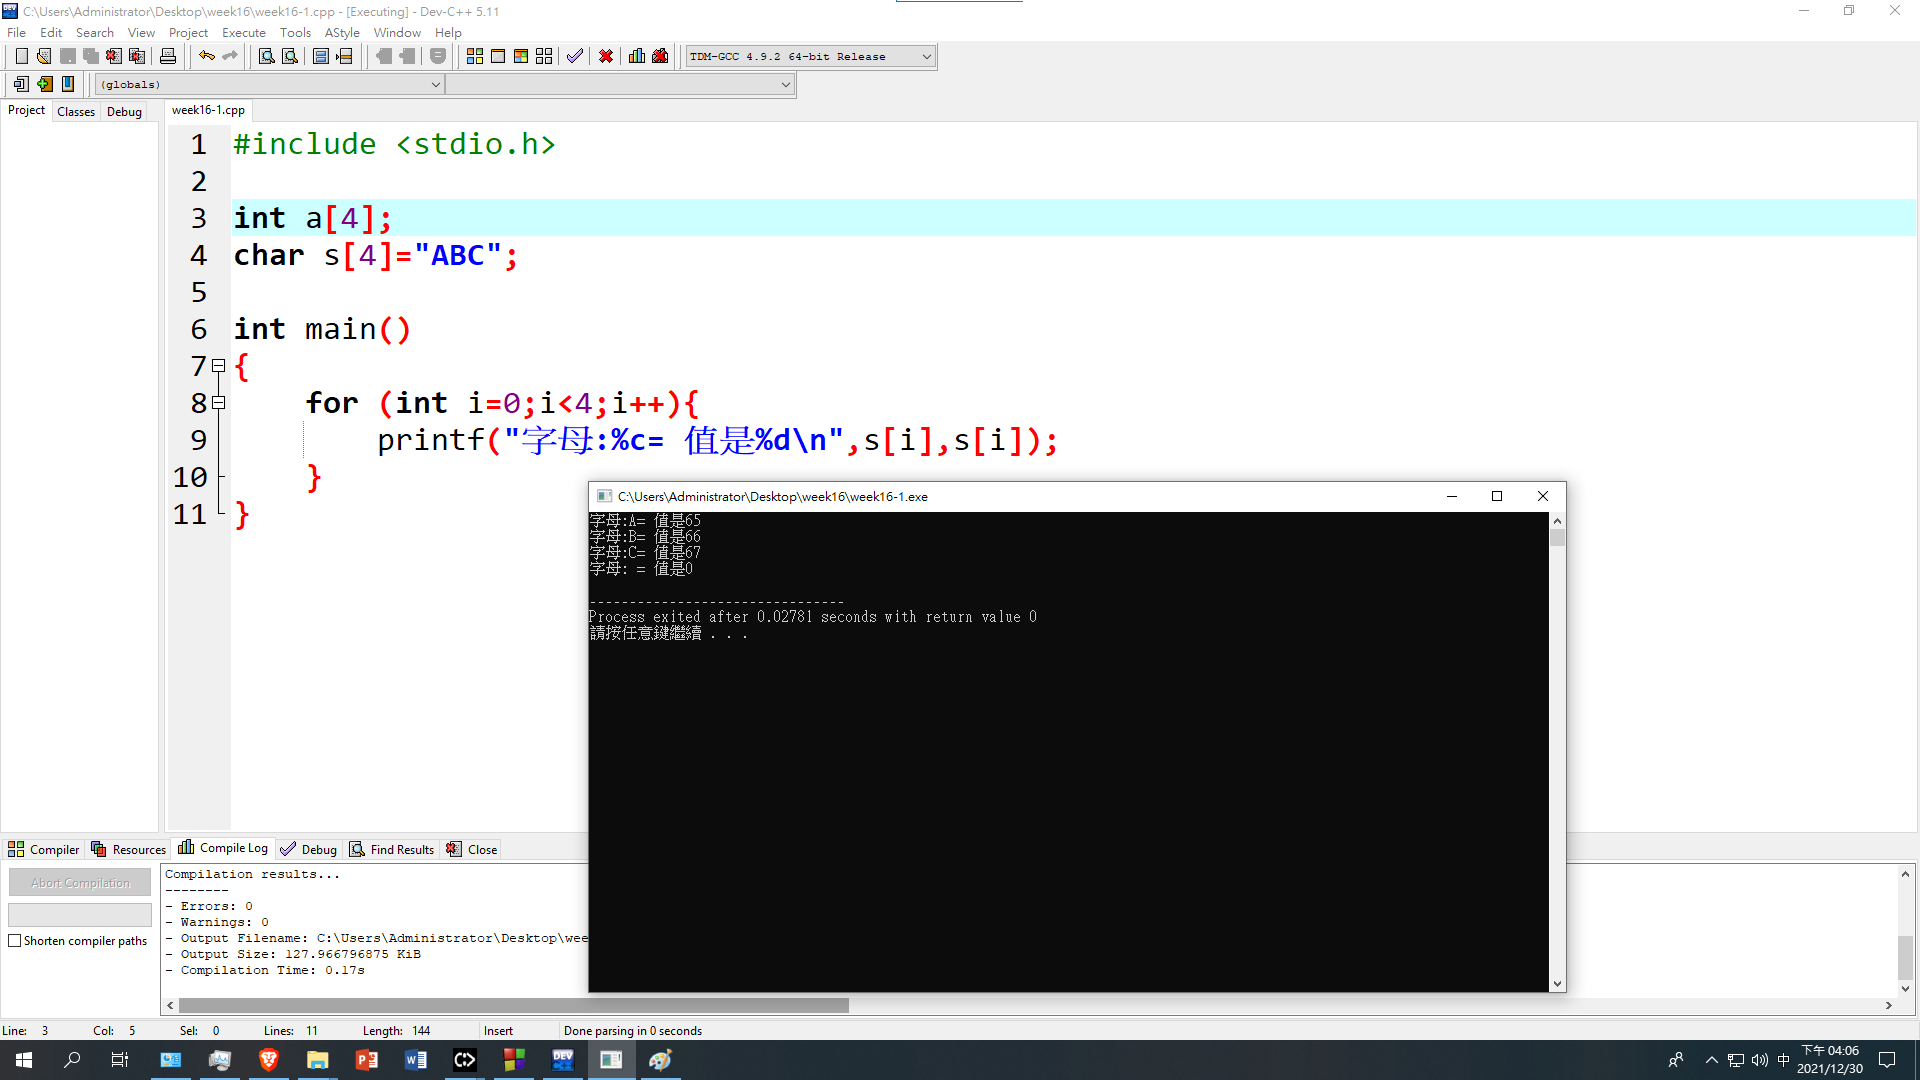 C:\Users\Administrator\Desktop\week16\week16-1.cpp - [Executing] - Dev-C++ 5.11
File Edit Search View Project Execute Tools AStyle Window Help
TDM-GCC 4.9.2 64-bit Release
(globals)
Project Classes Debug week16-1.cpp
1 #include <stdio.h>
2
3 int a[4];
4 char s[4]="ABC";
5
6 int main()
7 {
8 for (int i=0;i<4;i++){
9 printf("字母:%c= 值是%d\n",s[i],s[i]);
10 }
11 }
C:\Users\Administrator\Desktop\week16\week16-1.exe
字母:A= 值是65
字母:B= 值是66
字母:C= 值是67
字母: = 值是0
--------------------------------
Process exited after 0.02781 seconds with return value 0
請按任意鍵繼續 . . .
Compiler Resources Compile Log Debug Find Results Close
Abort Compilation
Shorten compiler paths
Compilation results...
--------
- Errors: 0
- Warnings: 0
- Output Filename: C:\Users\Administrator\Desktop\wee
- Output Size: 127.966796875 KiB
- Compilation Time: 0.17s
Line: 3 Col: 5 Sel: 0 Lines: 11 Length: 144 Insert Done parsing in 0 seconds
中
下午 04:06
2021/12/30